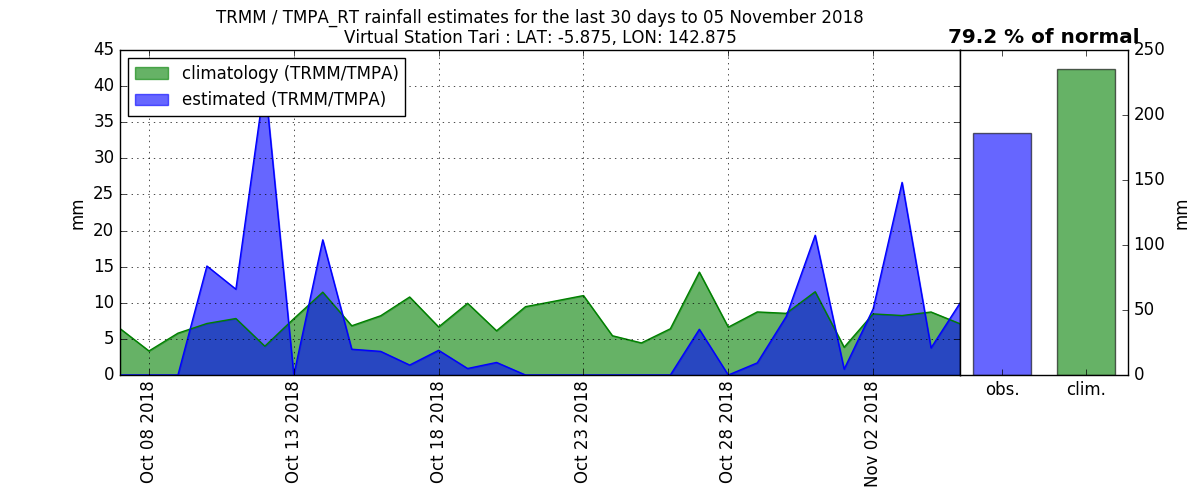 TRMM / TMPA_RT rainfall estimates for the last 30 days to 05 November 2018
Virtual Station Tari : LAT: -5.875, LON: 142.875
79.2 % of normal
climatology (TRMM/TMPA)
estimated (TRMM/TMPA)
mm
45
40
35
30
25
20
15
10
5
0
Oct 08 2018
Oct 13 2018
Oct 18 2018
Oct 23 2018
Oct 28 2018
Nov 02 2018
250
200
150
100
50
0
mm
obs.
clim.